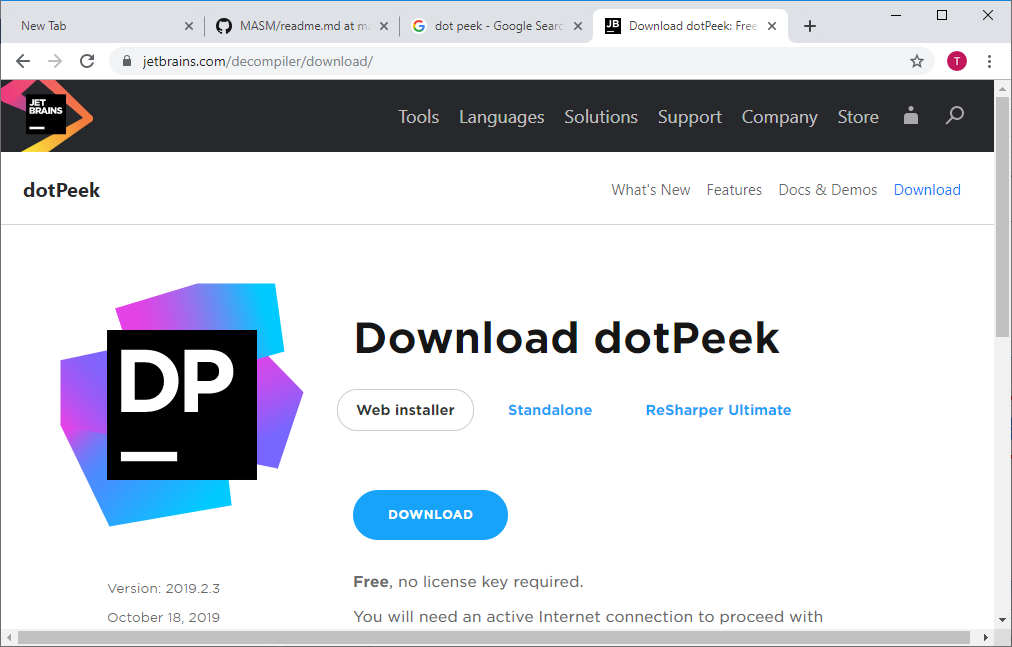 New Tab
MASM/readme.md at ma
dot peek - Google Searc
Download dotPeek: Free
jetbrains.com/decompiler/download/
T
JET
BRAINS
Tools Languages Solutions Support Company Store
dotPeek
What's New Features Docs & Demos Download
DP
Download dotPeek
Web installer Standalone ReSharper Ultimate
DOWNLOAD
Free, no license key required.
Version: 2019.2.3
You will need an active Internet connection to proceed with
October 18, 2019